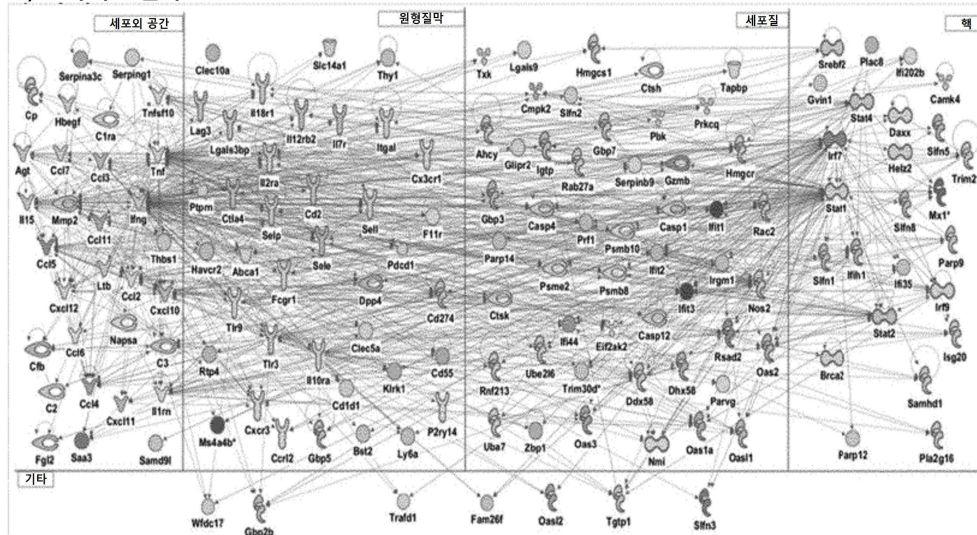 세포외 공간
원형질막
세포질
핵
Serpina3c
Serping1
Clec10a
Slc14a1
Thy1
Txk
Lgals9
Hmgcs1
Ctsh
Tapbp
Srebf2
Plac8
Ifi202b
Cp
Hbegf
C1ra
Tnfsf10
Lag3
Il18r1
Lgals3bp
Il12rb2
Il7r
Itgal
Cmpk2
Slfn2
Pbk
Prkcq
Gvin1
Stat4
Camk4
Agt
Ccl7
Ccl3
Tnf
Il2ra
Cx3cr1
Ahcy
Glipr2
Igtp
Gbp7
Rab27a
Serpinb9
Gzmb
Hmgcr
Irf7
Daxx
Helz2
Slfn5
Il15
Mmp2
Ifng
Ccl11
Ptprn
Ctla4
Selp
Cd2
Sell
F11r
Gbp3
Casp4
Prf1
Psmb10
Casp1
Ifit1
Rac2
Stat1
Slfn8
Mx1*
Ccl5
Thbs1
Havcr2
Abca1
Sele
Pdcd1
Parp14
Psme2
Psmb8
Ifit2
Irgm1
Slfn1
Ifih1
Parp9
Ltb
Ccl2
Cxcl12
Cxcl10
Fcgr1
Dpp4
Cd274
Ctsk
Ifit3
Nos2
Ifi35
Irf9
Cfb
Ccl6
Napsa
C3
Tlr9
Tlr3
Clec5a
Ifi44
Eif2ak2
Casp12
Rsad2
Oas2
Stat2
Isg20
C2
Ccl4
Cxcl11
Il1rn
Rtp4
Il10ra
Cd1d1
Klrk1
Cd55
Rnf213
Ube2l6
Trim30d*
Ddx58
Dhx58
Parvg
Brca2
Samhd1
Fgl2
Saa3
Samd9l
Ms4a4b*
Cxcr3
Ccrl2
Gbp5
Bst2
Ly6a
P2ry14
Uba7
Zbp1
Oas3
Nmi
Oas1a
Oasl1
Parp12
Pla2g16
기타
Wfdc17
Gbp2b
Trafd1
Fam26f
Oasl2
Tgtp1
Slfn3